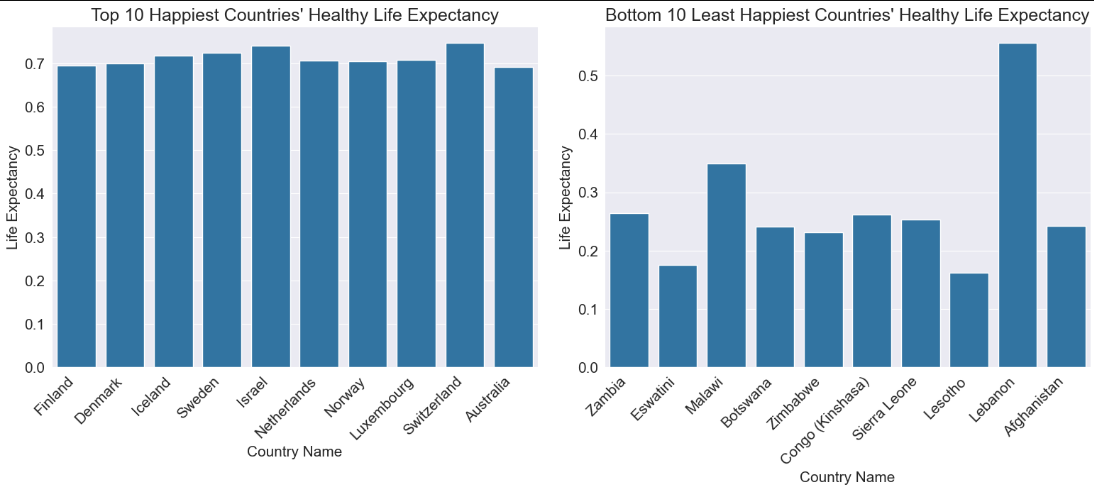 Top 10 Happiest Countries' Healthy Life Expectancy
Life Expectancy
0.7
0.6
0.5
0.4
0.3
0.2
0.1
0.0
Finland
Denmark
Iceland
Sweden
Israel
Netherlands
Norway
Luxembourg
Switzerland
Australia
Country Name
Bottom 10 Least Happiest Countries' Healthy Life Expectancy
Life Expectancy
0.5
0.4
0.3
0.2
0.1
0.0
Zambia
Eswatini
Malawi
Botswana
Zimbabwe
Congo (Kinshasa)
Sierra Leone
Lesotho
Lebanon
Afghanistan
Country Name